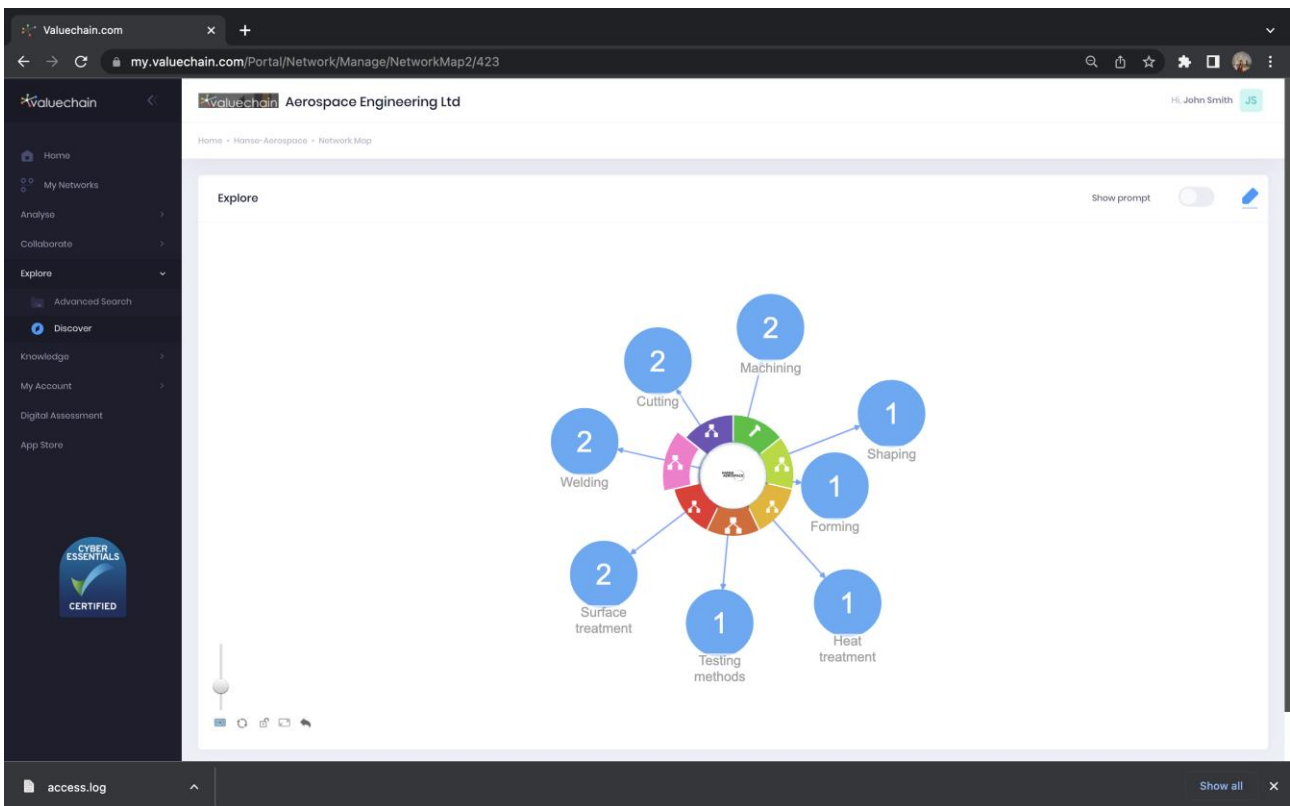 Valuechain.com
my.valuechain.com/Portal/Network/Manage/NetworkMap2/423
valuechain
valuechain Aerospace Engineering Ltd
Hi, John Smith JS
Home • Hanse-Aerospace • Network Map
Home
My Networks
Analyse
Collaborate
Explore
Advanced Search
Discover
Knowledge
My Account
Digital Assessment
App Store
CYBER
ESSENTIALS
CERTIFIED
Explore
Show prompt
2
Machining
2
Cutting
1
Shaping
2
Welding
1
Forming
2
Surface
treatment
1
Testing
methods
1
Heat
treatment
access.log
Show all